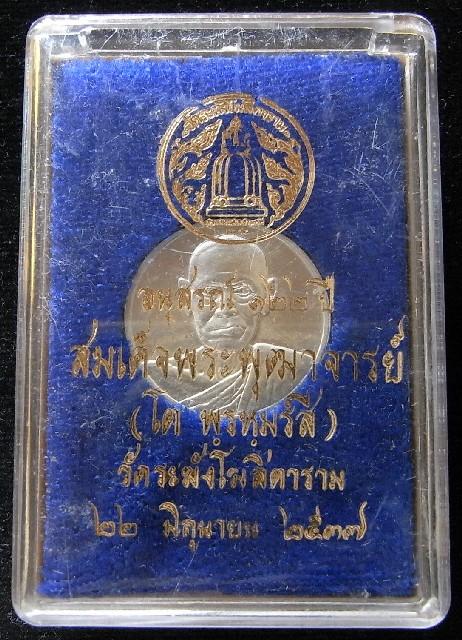 อนุสรณ์ ๑๒๒ ปี
สมเด็จพระพุฒาจารย์
(โต พฺรหฺมรํสี)
วัดระฆังโฆสิตาราม
๒๒ มิถุนายน ๒๕๓๗